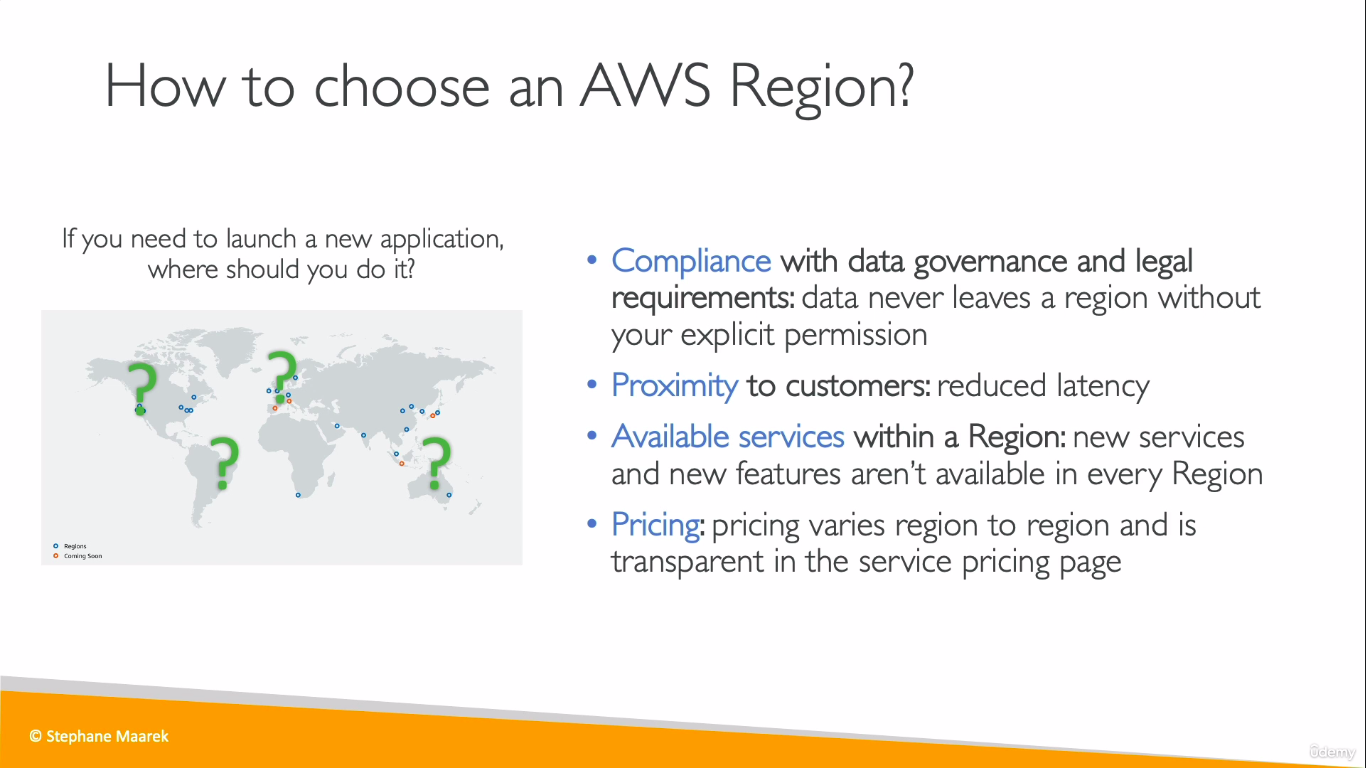 How to choose an AWS Region?
If you need to launch a new application,
where should you do it?
? ? ? ?
Regions
Coming Soon
• Compliance with data governance and legal
requirements: data never leaves a region without
your explicit permission
• Proximity to customers: reduced latency
• Available services within a Region: new services
and new features aren’t available in every Region
• Pricing: pricing varies region to region and is
transparent in the service pricing page
© Stephane Maarek
ûdemy